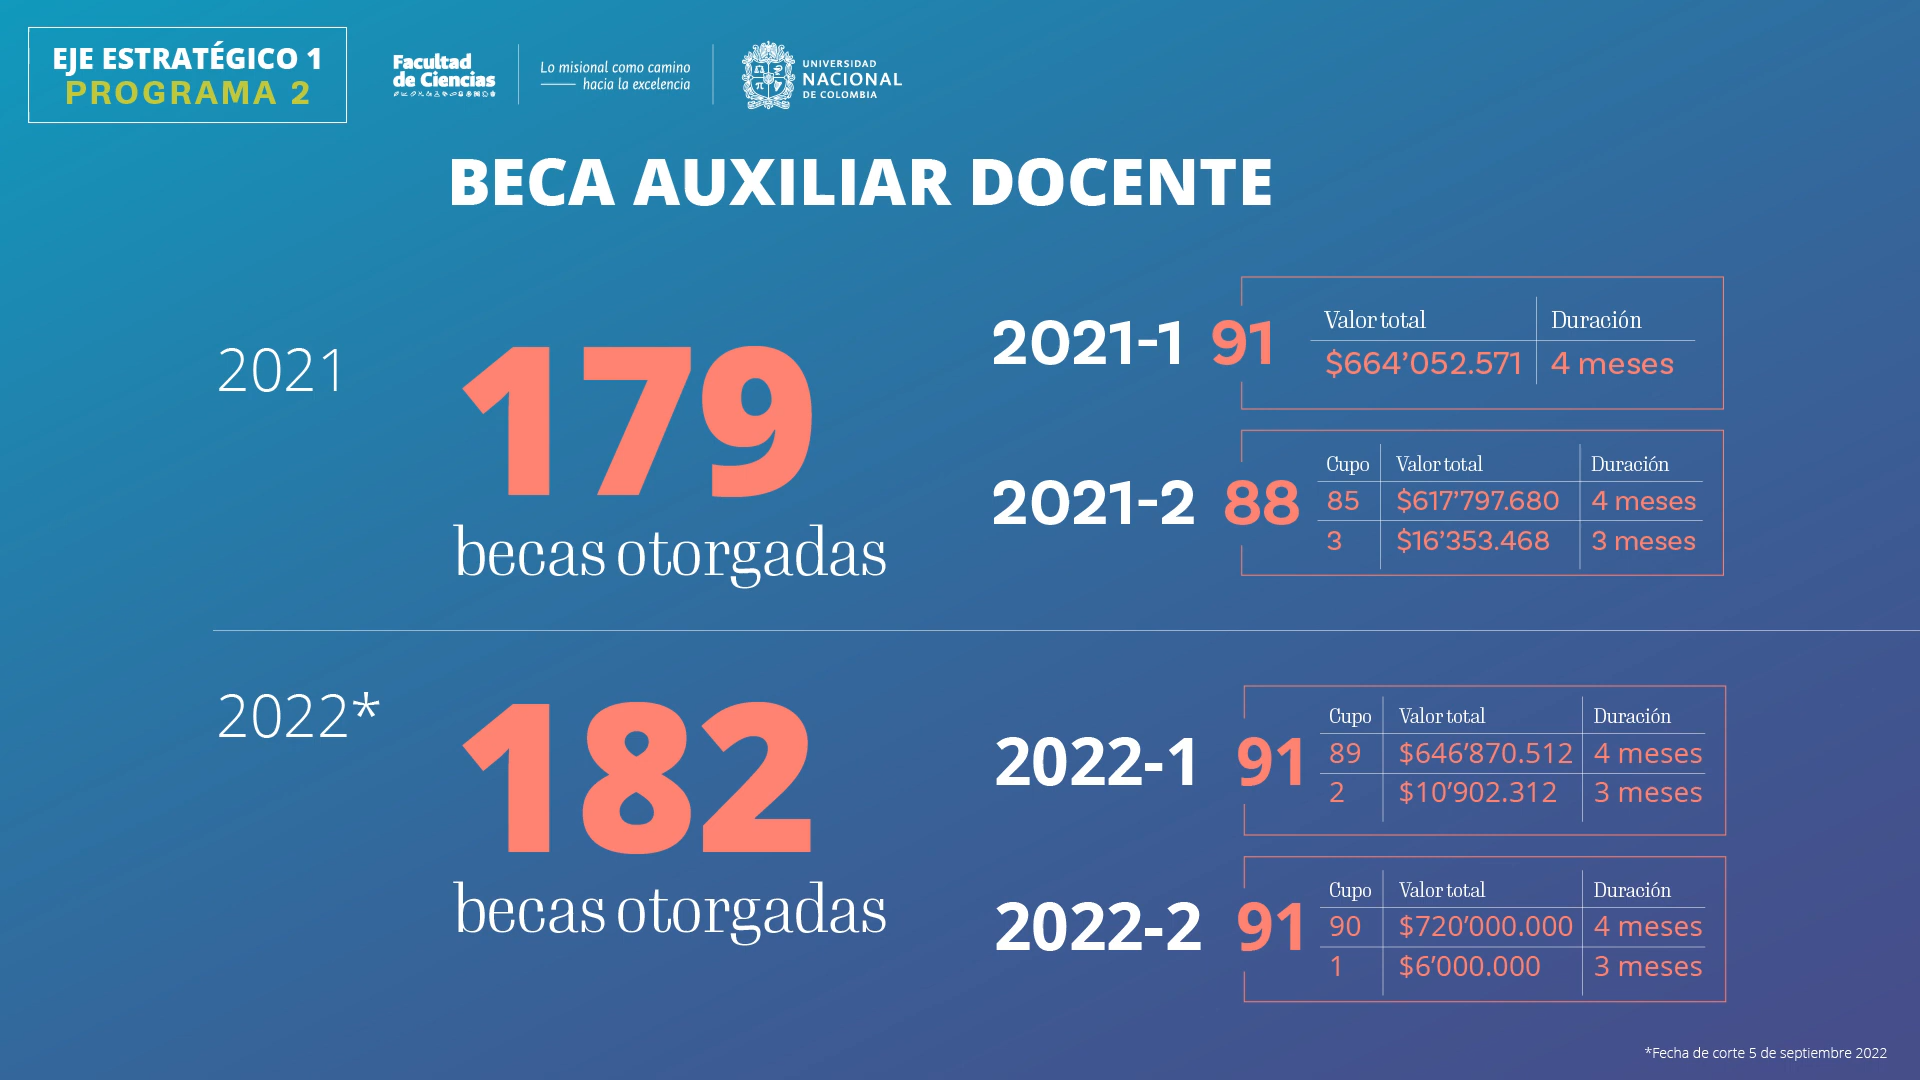 EJE ESTRATÉGICO 1
PROGRAMA 2
Facultad
de Ciencias
Lo misional como camino
hacia la excelencia
UNIVERSIDAD
NACIONAL
DE COLOMBIA
BECA AUXILIAR DOCENTE
2021
179
becas otorgadas
2021-1 91
Valor total Duración
$664’052.571 4 meses
2021-2 88
Cupo Valor total Duración
85 $617’797.680 4 meses
3 $16’353.468 3 meses
2022*
182
becas otorgadas
2022-1 91
Cupo Valor total Duración
89 $646’870.512 4 meses
2 $10’902.312 3 meses
2022-2 91
Cupo Valor total Duración
90 $720’000.000 4 meses
1 $6’000.000 3 meses
*Fecha de corte 5 de septiembre 2022